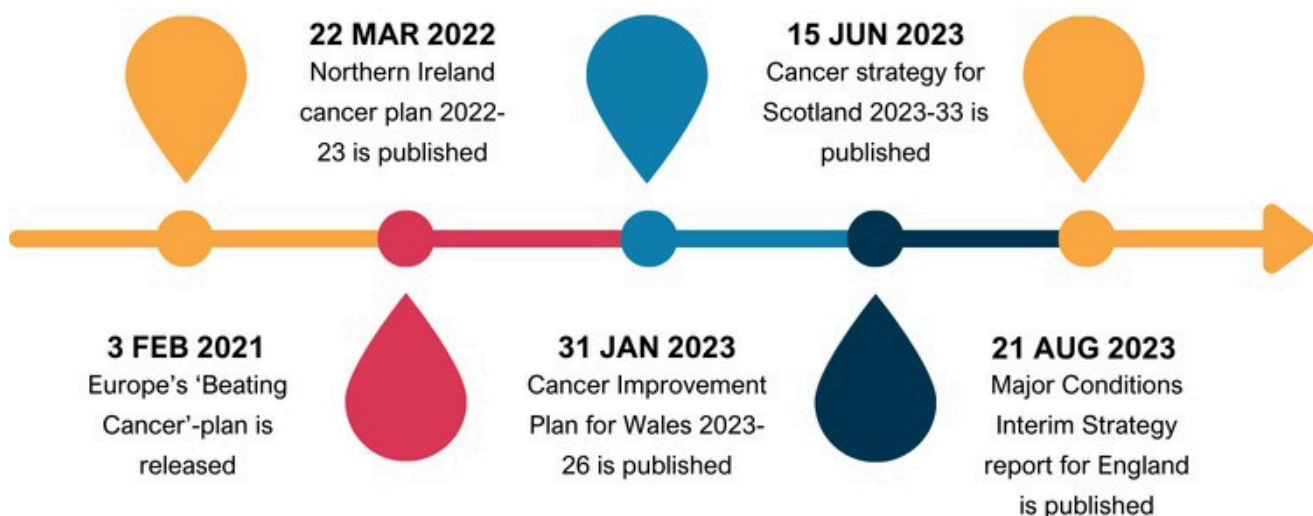 22 MAR 2022
Northern Ireland
cancer plan 2022-
23 is published
15 JUN 2023
Cancer strategy for
Scotland 2023-33 is
published
3 FEB 2021
Europe's ‘Beating
Cancer’-plan is
released
31 JAN 2023
Cancer Improvement
Plan for Wales 2023-
26 is published
21 AUG 2023
Major Conditions
Interim Strategy
report for England
is published